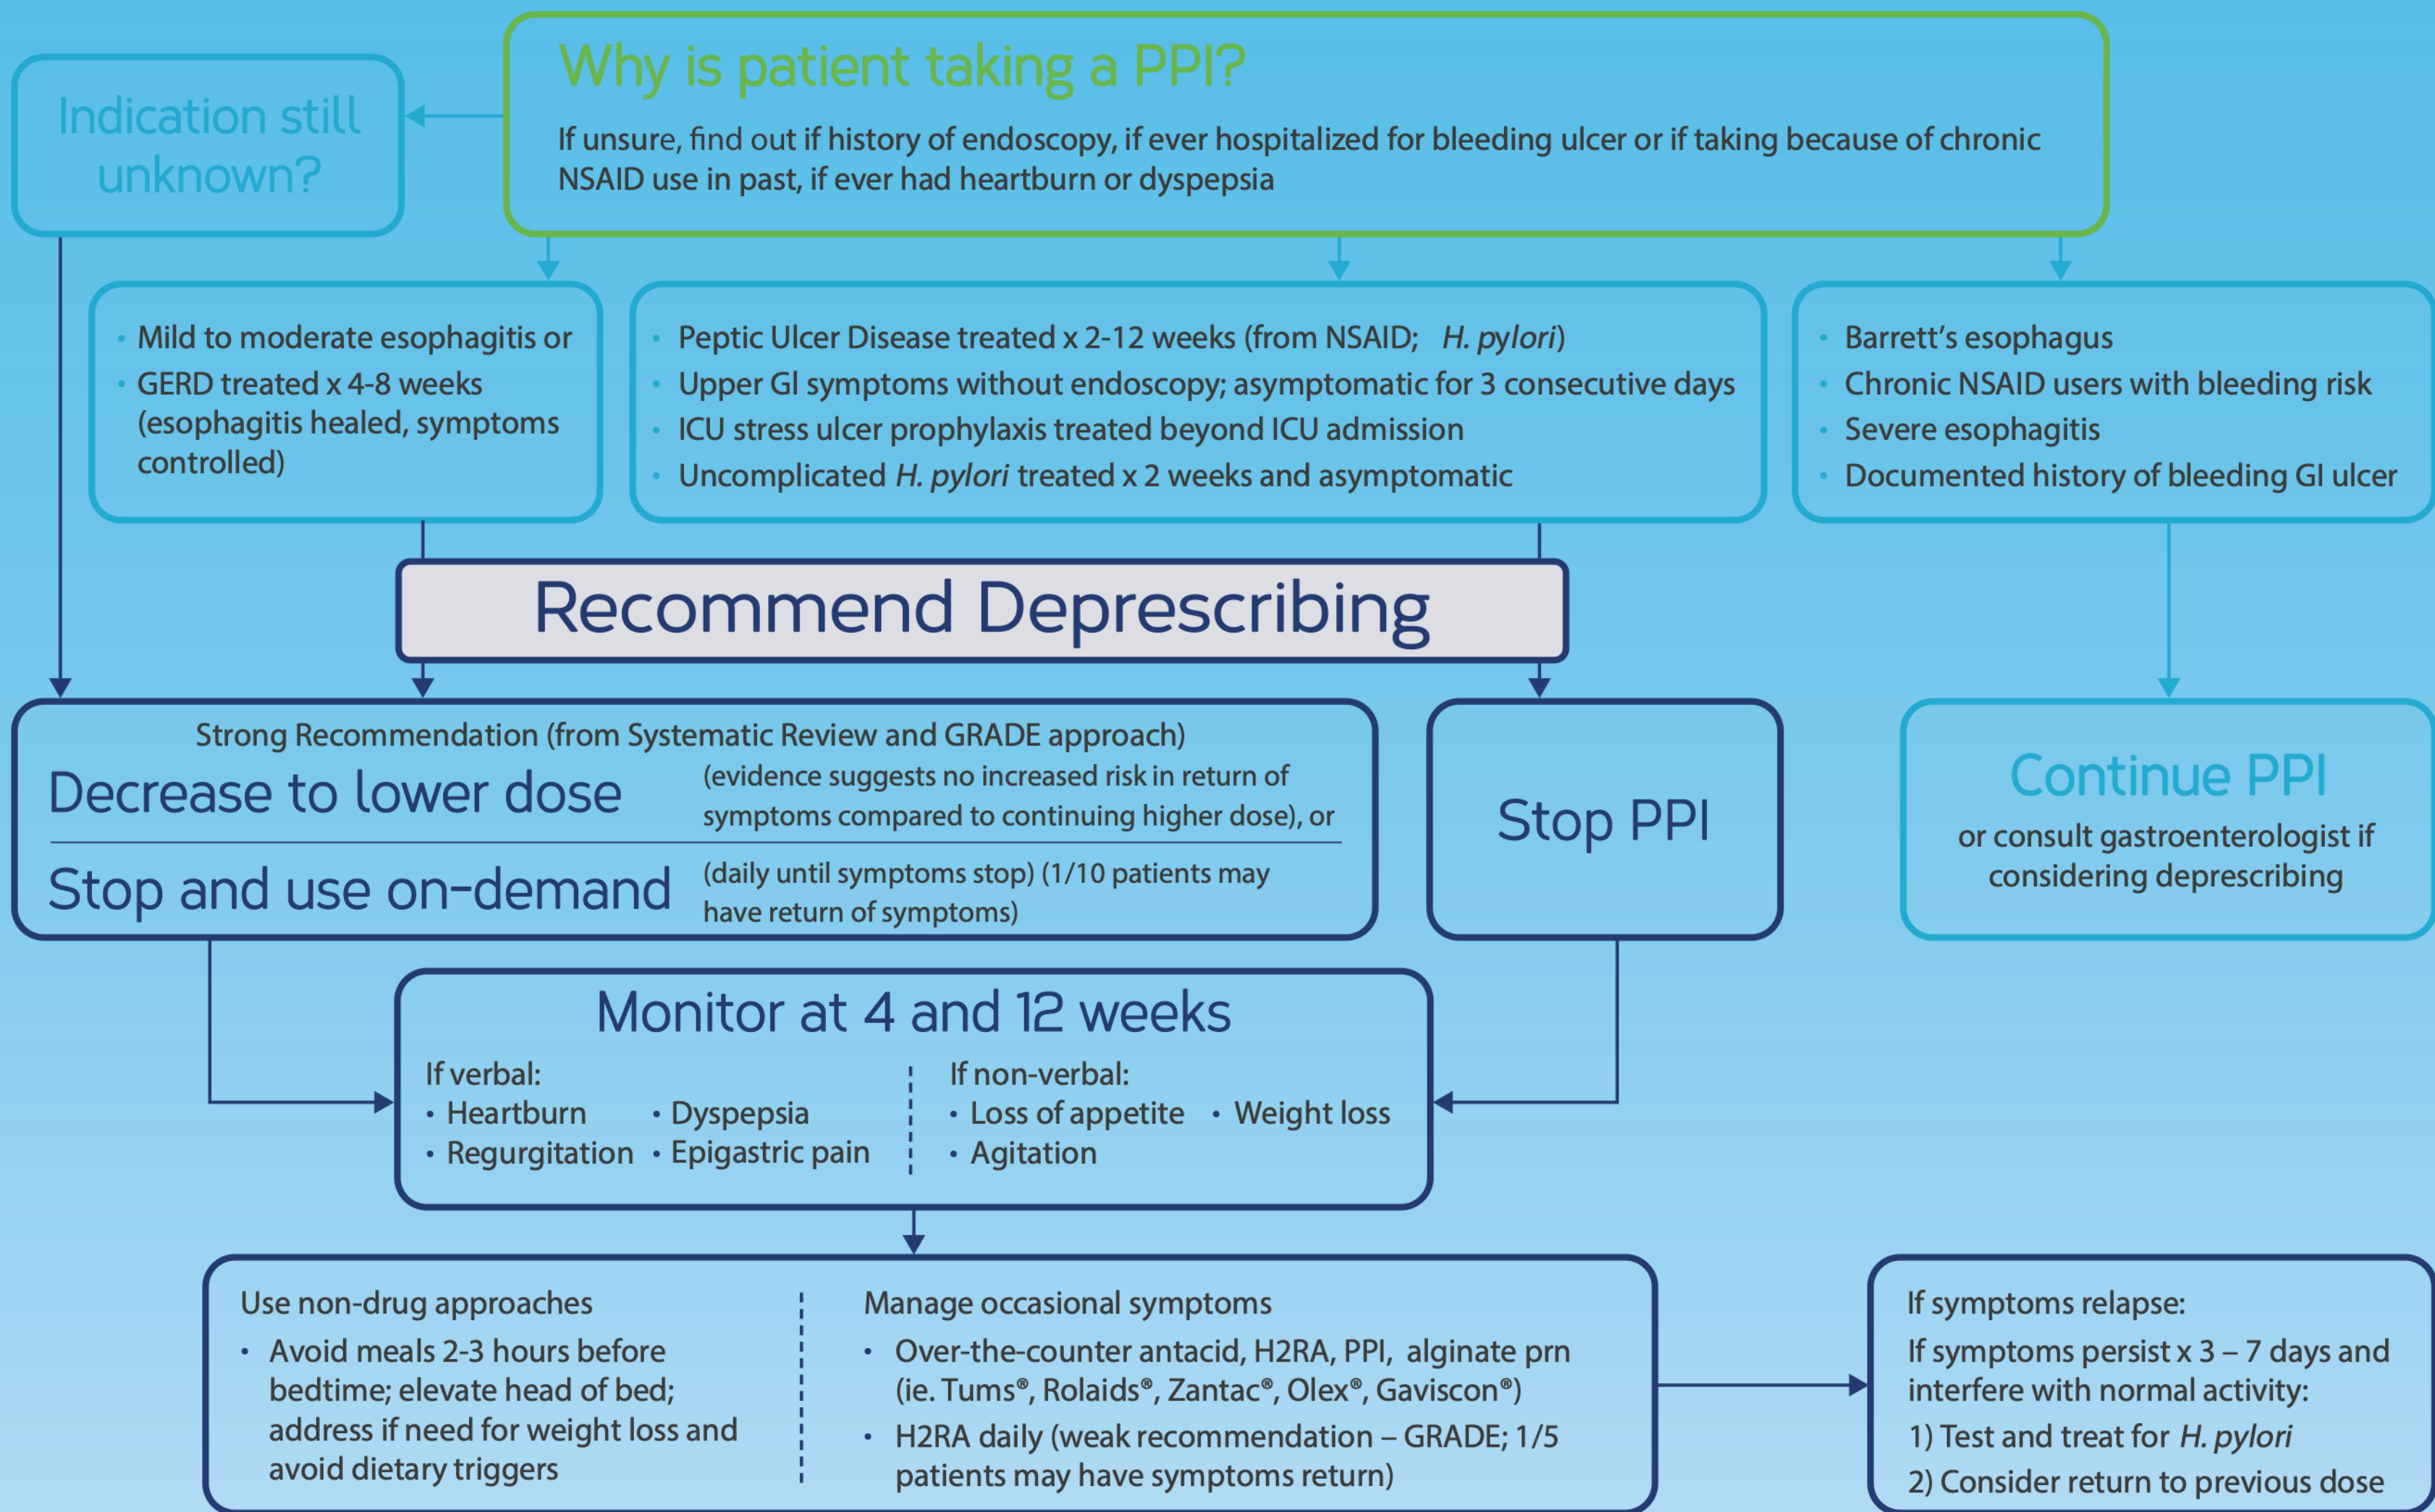 Why is patient taking a PPI?
If unsure, find out if history of endoscopy, if ever hospitalized for bleeding ulcer or if taking because of chronic
NSAID use in past, if ever had heartburn or dyspepsia
Indication still
unknown?
• Mild to moderate esophagitis or
• GERD treated x 4-8 weeks
(esophagitis healed, symptoms
controlled)
• Peptic Ulcer Disease treated x 2-12 weeks (from NSAID; H. pylori)
• Upper GI symptoms without endoscopy; asymptomatic for 3 consecutive days
• ICU stress ulcer prophylaxis treated beyond ICU admission
• Uncomplicated H. pylori treated x 2 weeks and asymptomatic
• Barrett's esophagus
• Chronic NSAID users with bleeding risk
• Severe esophagitis
• Documented history of bleeding GI ulcer
Recommend Deprescribing
Strong Recommendation (from Systematic Review and GRADE approach)
Decrease to lower dose
(evidence suggests no increased risk in return of
symptoms compared to continuing higher dose), or
Stop and use on-demand
(daily until symptoms stop) (1/10 patients may
have return of symptoms)
Stop PPI
Continue PPI
or consult gastroenterologist if
considering deprescribing
Monitor at 4 and 12 weeks
If verbal:
• Heartburn • Dyspepsia
• Regurgitation • Epigastric pain
If non-verbal:
• Loss of appetite • Weight loss
• Agitation
Use non-drug approaches
• Avoid meals 2-3 hours before
bedtime; elevate head of bed;
address if need for weight loss and
avoid dietary triggers
Manage occasional symptoms
• Over-the-counter antacid, H2RA, PPI, alginate prn
(ie. Tums®, Rolaids®, Zantac®, Olex®, Gaviscon®)
• H2RA daily (weak recommendation – GRADE; 1/5
patients may have symptoms return)
If symptoms relapse:
If symptoms persist x 3 – 7 days and
interfere with normal activity:
1) Test and treat for H. pylori
2) Consider return to previous dose